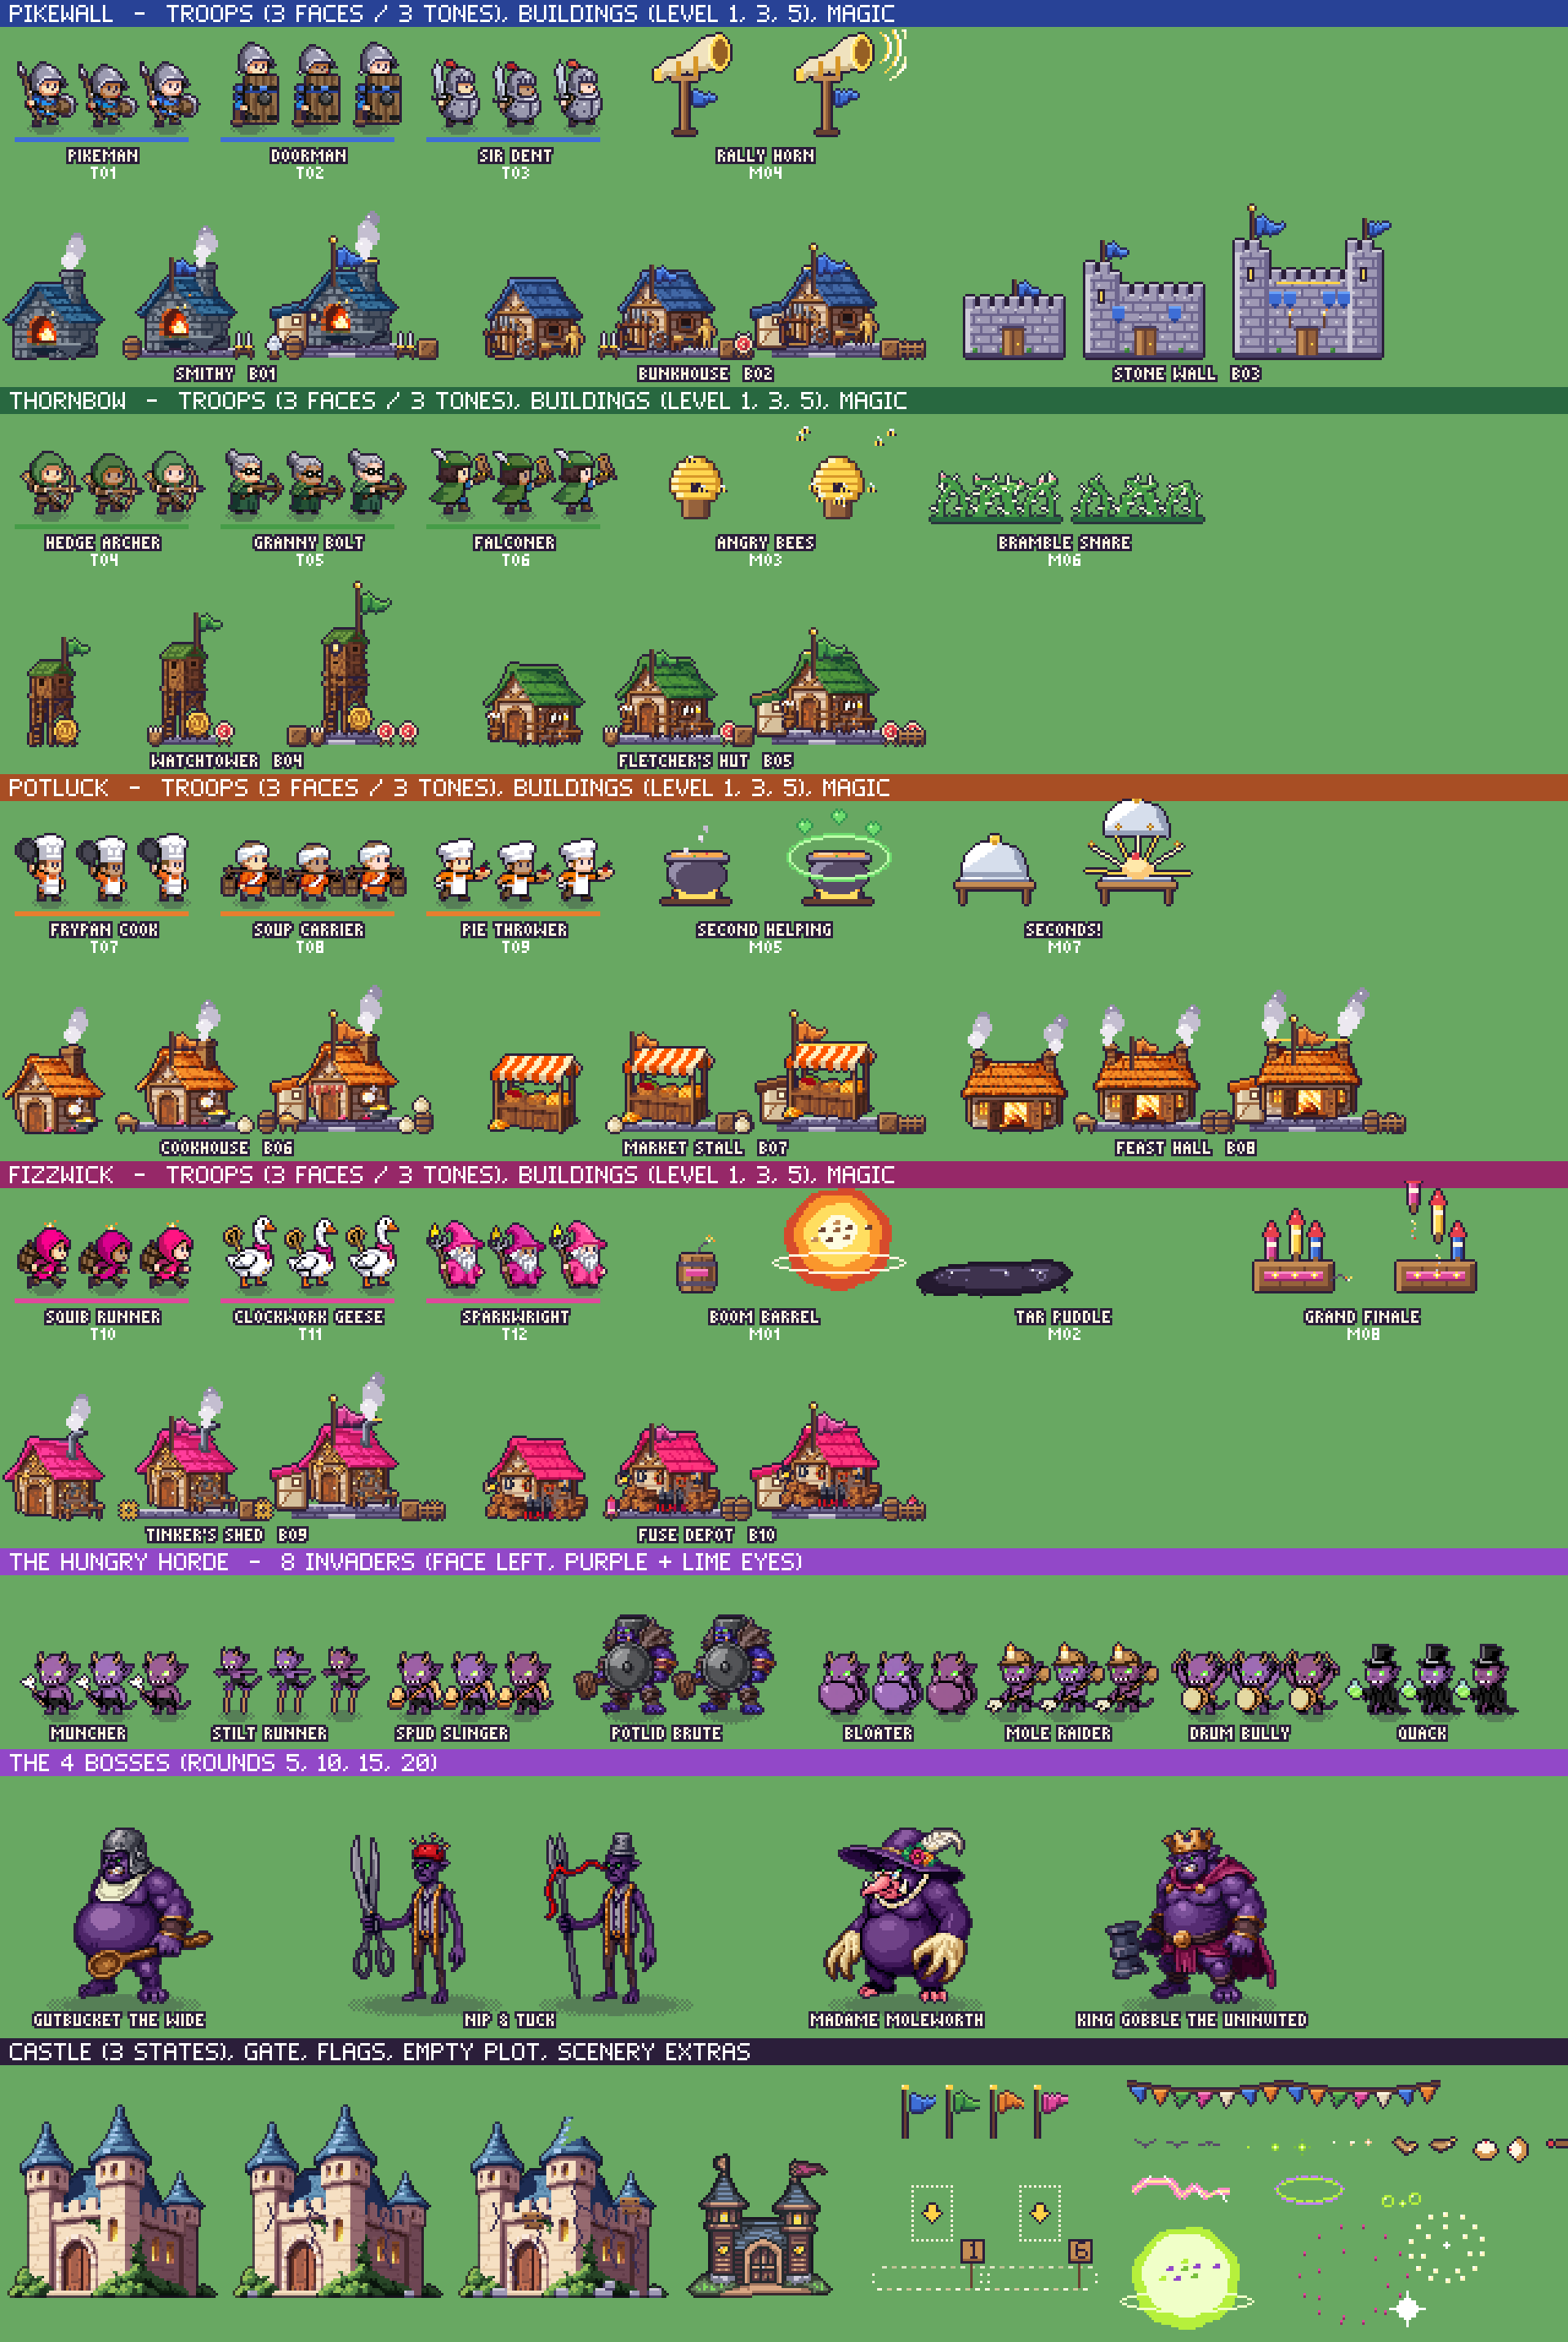 PIKEWALL - TROOPS (3 FACES / 3 TONES), BUILDINGS (LEVEL 1, 3, 5), MAGIC
PIKEMAN DOORMAN SIR DENT RALLY HORN
T01 T02 T03 M04
SMITHY B01 BUNKHOUSE B02 STONE WALL B03
THORNBOW - TROOPS (3 FACES / 3 TONES), BUILDINGS (LEVEL 1, 3, 5), MAGIC
HEDGE ARCHER GRANNY BOLT FALCONER ANGRY BEES BRAMBLE SNARE
T04 T05 T06 M03 M06
WATCHTOWER B04 FLETCHER'S HUT B05
POTLUCK - TROOPS (3 FACES / 3 TONES), BUILDINGS (LEVEL 1, 3, 5), MAGIC
FRYPAN COOK SOUP CARRIER PIE THROWER SECOND HELPING SECONDS!
T07 T08 T09 M05 M07
COOKHOUSE B06 MARKET STALL B07 FEAST HALL B08
FIZZWICK - TROOPS (3 FACES / 3 TONES), BUILDINGS (LEVEL 1, 3, 5), MAGIC
SQUIB RUNNER CLOCKWORK GEESE SPARKWRIGHT BOOM BARREL TAR PUDDLE GRAND FINALE
T10 T11 T12 M01 M02 M08
TINKER'S SHED B09 FUSE DEPOT B10
THE HUNGRY HORDE - 8 INVADERS (FACE LEFT, PURPLE + LIME EYES)
MUNCHER STILT RUNNER SPUD SLINGER POTLID BRUTE BLOATER MOLE RAIDER DRUM BULLY QUACK
THE 4 BOSSES (ROUNDS 5, 10, 15, 20)
GUTBUCKET THE WIDE NIP & TUCK MADAME MOLEWORTH KING GOBBLE THE UNINVITED
CASTLE (3 STATES), GATE, FLAGS, EMPTY PLOT, SCENERY EXTRAS
1 6